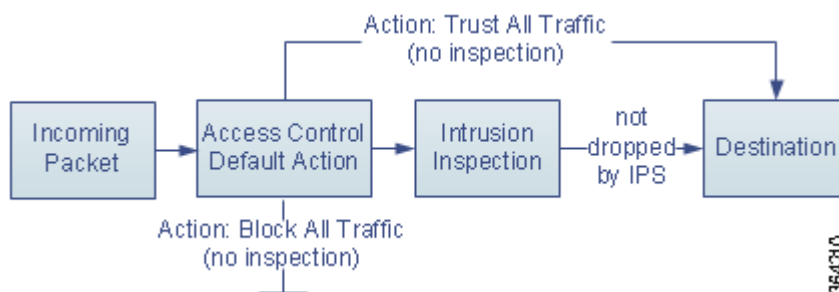 Action: Trust All Traffic
(no inspection)
Incoming
Packet
Access Control
Default Action
Intrusion
Inspection
not
dropped
by IPS
Destination
Action: Block All Traffic
(no inspection)